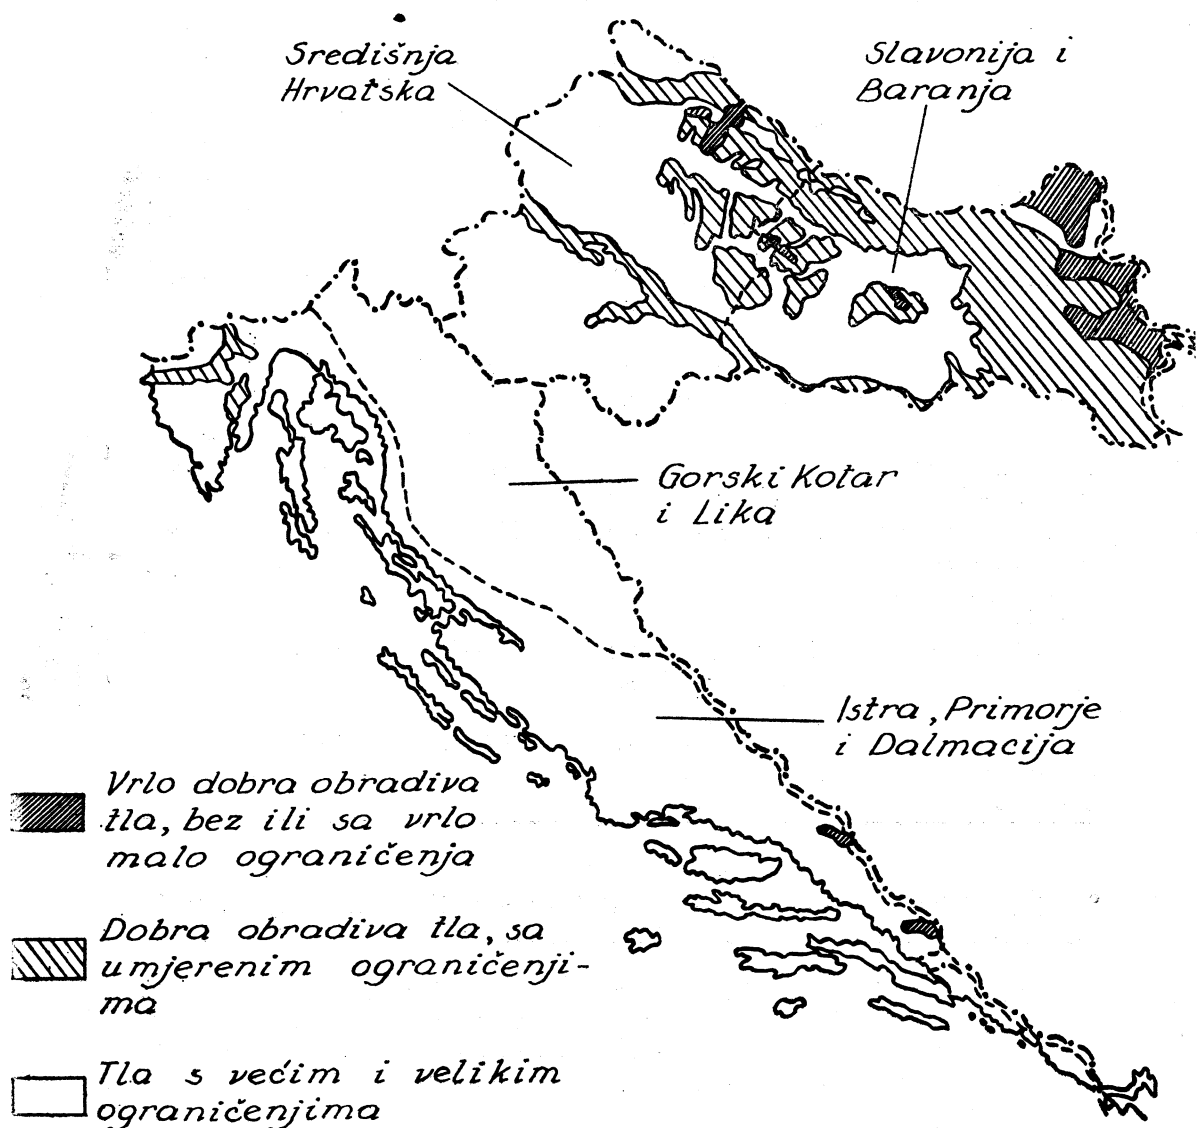 Središnja
Hrvatska
Slavonija i
Baranja
Gorski Kotar
i Lika
Istra, Primorje
i Dalmacija
Vrlo dobra obradiva
tla, bez ili sa vrlo
malo ograničenja
Dobra obradiva tla, sa
umjerenim ograničenji-
ma
Tla s većim i velikim
ograničenjima